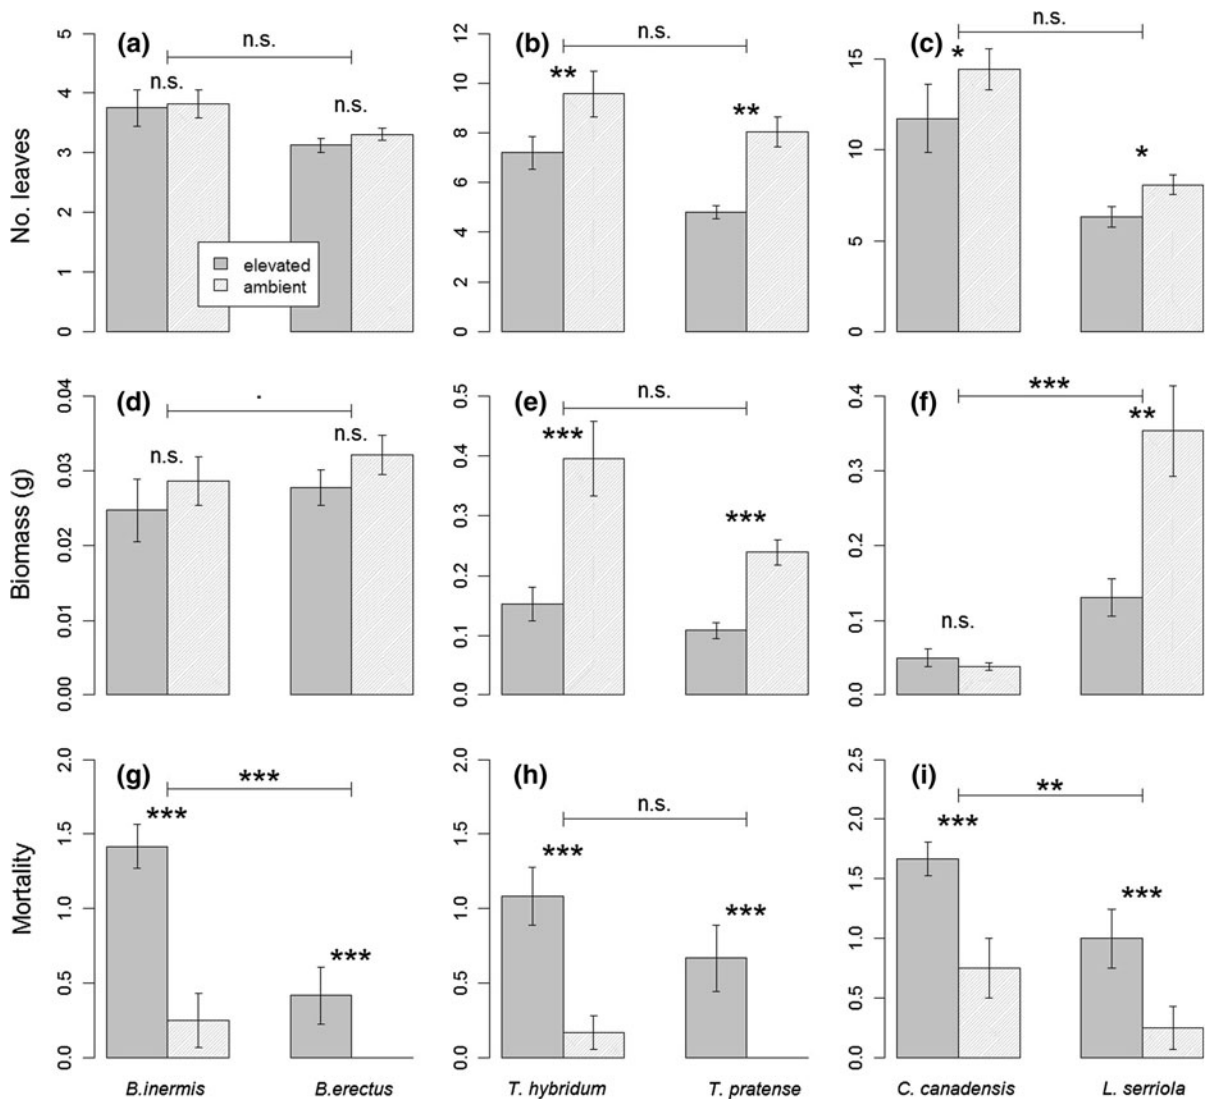 (a)
n.s.
n.s.
n.s.
No. leaves
5
4
3
2
1
0
elevated
ambient
(b)
n.s.
**
**
12
10
8
6
4
2
0
(c)
n.s.
*
*
15
10
5
0
(d)
.
n.s.
n.s.
Biomass (g)
0.04
0.03
0.02
0.01
0.00
(e)
n.s.
***
***
0.5
0.4
0.3
0.2
0.1
0.0
(f)
***
**
n.s.
0.4
0.3
0.2
0.1
0.0
(g)
***
***
***
Mortality
2.0
1.5
1.0
0.5
0.0
B.inermis
B.erectus
(h)
n.s.
***
***
2.0
1.5
1.0
0.5
0.0
T. hybridum
T. pratense
(i)
**
***
***
2.5
2.0
1.5
1.0
0.5
0.0
C. canadensis
L. serriola